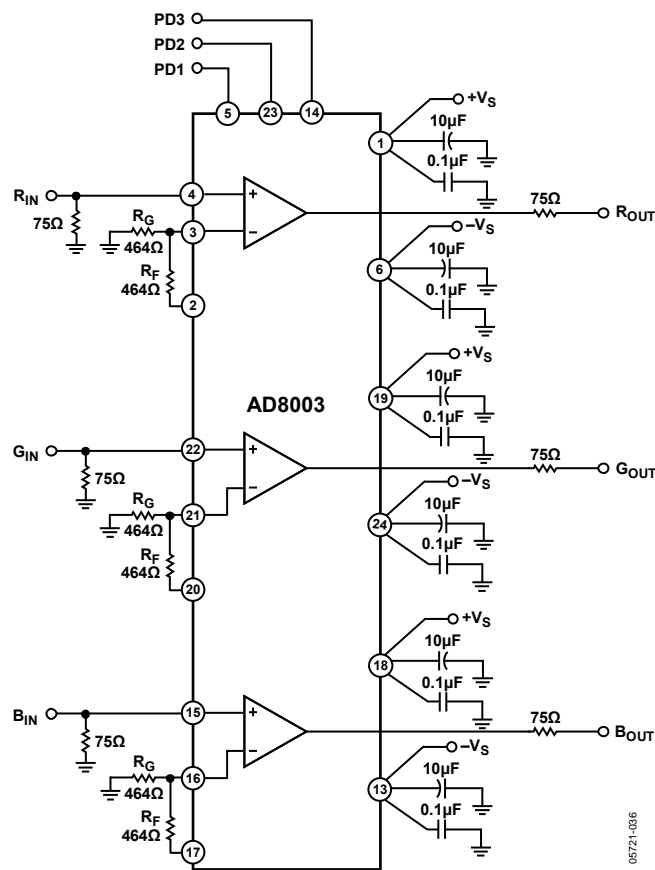 PD3
PD2
PD1
5
23
14
+VS
1
10µF
0.1µF
RIN
4
+
75Ω
RG
3
−
464Ω
75Ω
ROUT
−VS
6
10µF
0.1µF
RF
464Ω
2
+VS
10µF
19
0.1µF
AD8003
GIN
22
+
75Ω
RG
21
−
464Ω
75Ω
GOUT
−VS
24
10µF
0.1µF
RF
464Ω
20
+VS
10µF
18
0.1µF
BIN
15
+
75Ω
RG
16
−
464Ω
75Ω
BOUT
−VS
10µF
13
0.1µF
RF
464Ω
17
05721-036